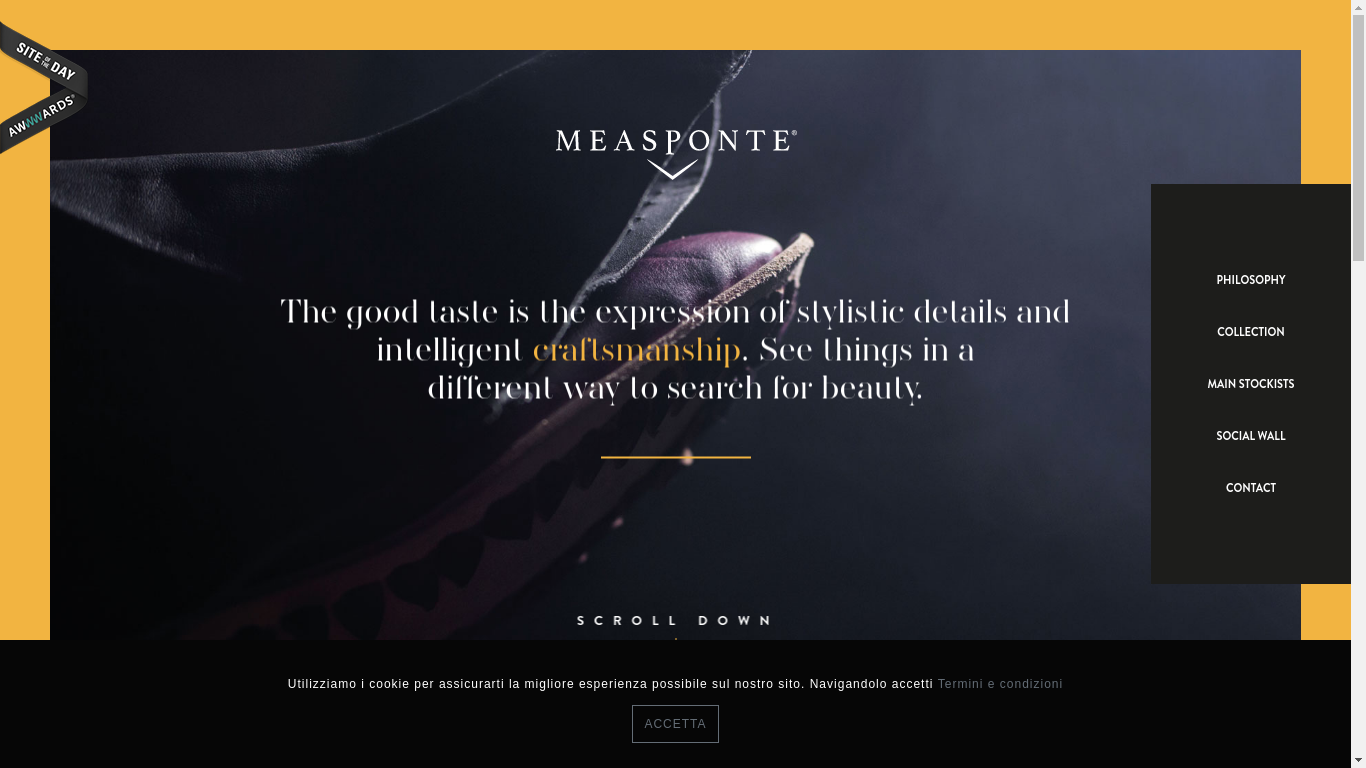 SITE OF THE DAY
AWWWARDS®
MEASPONTE®
The good taste is the expression of stylistic details and
intelligent craftsmanship. See things in a
different way to search for beauty.
PHILOSOPHY
COLLECTION
MAIN STOCKISTS
SOCIAL WALL
CONTACT
SCROLL DOWN
Utilizziamo i cookie per assicurarti la migliore esperienza possibile sul nostro sito. Navigandolo accetti Termini e condizioni
ACCETTA